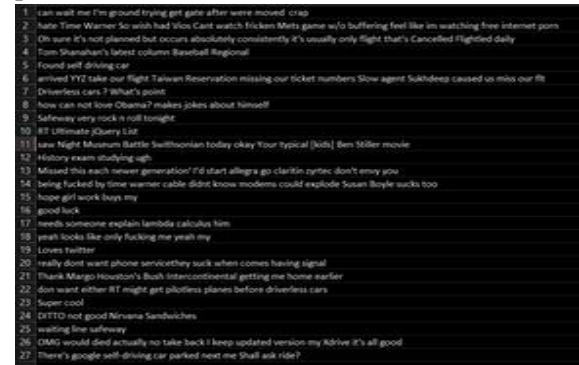 1 can wait me I'm ground trying get gate after were moved crap
2 hate Time Warner So wish had Vios Cant watch fricken Mets game w/o buffering feel like im watching free internet porn
3 Oh sure it's not planned but occurs absolutely consistently it's usually only flight that's Cancelled Flightled daily
4 Tom Shanahan's latest column Baseball Regional
5 Found self driving car
6 arrived YYZ take our flight Taiwan Reservation missing our ticket numbers Slow agent Sukhdeep caused us miss our flt
7 Driverless cars ? What's point
8 how can not love Obama? makes jokes about himself
9 Safeway very rock n roll tonight
10 RT Ultimate jQuery List
11 saw Night Museum Battle Swithsonian today okay Your typical [kids] Ben Stiller movie
12 History exam studying ugh
13 Missed this each newer generation' I'd start allegra go claritin zyrtec don't envy you
14 being fucked by time warner cable didnt know modems could explode Susan Boyle sucks too
15 hope girl work buys my
16 good luck
17 needs someone explain lambda calculus him
18 yeah looks like only fucking me yeah my
19 Loves twitter
20 really dont want phone servicethey suck when comes having signal
21 Thank Margo Houston's Bush Intercontinental getting me home earlier
22 don want either RT might get pilotless planes before driverless cars
23 Super cool
24 DITTO not good Nirvana Sandwiches
25 waiting line safeway
26 OMG would died actually no take back I keep updated version my Xdrive it's all good
27 There's google self-driving car parked next me Shall ask ride?